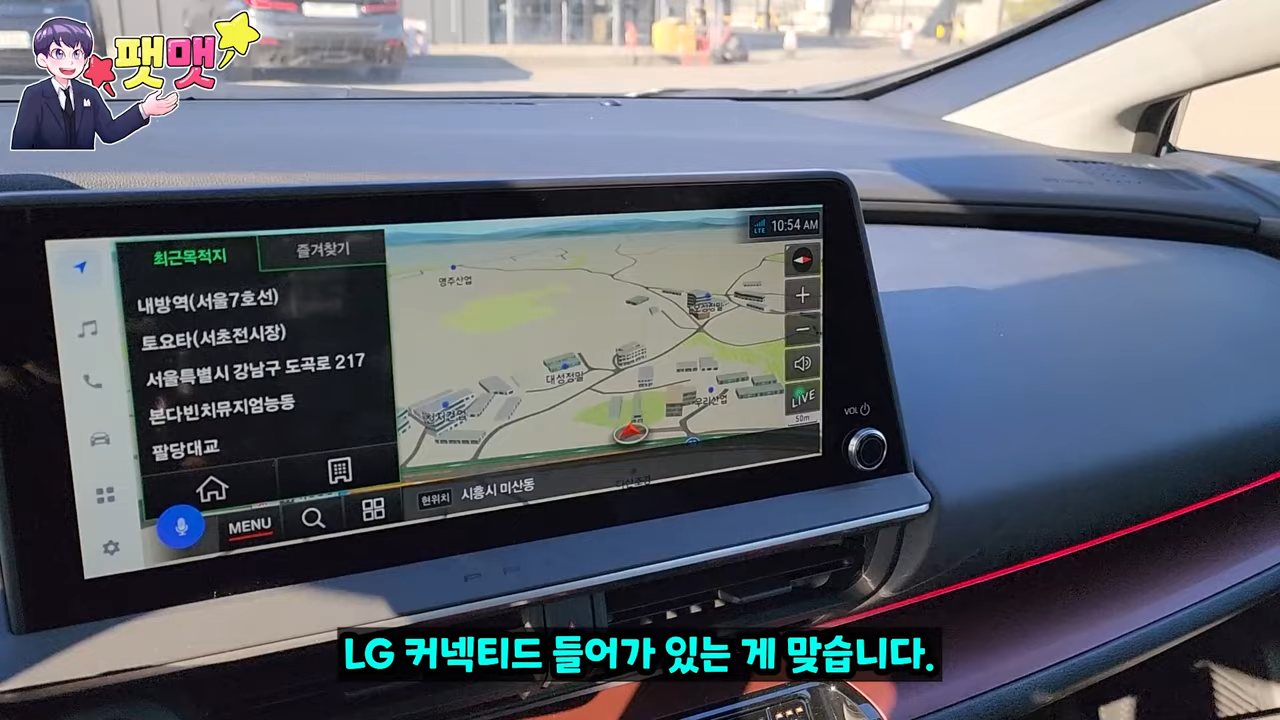 팻맷
최근목적지
즐겨찾기
내방역(서울7호선)
토요타(서초전시장)
서울특별시 강남구 도곡로 217
본다빈치뮤지엄능동
팔당대교
MENU
현위치 시흥시 미산동
영주산업
대성정밀
우리산업
LTE 10:54 AM
+
−
LIVE
50m
VOL
LG 커넥티드 들어가 있는 게 맞습니다.